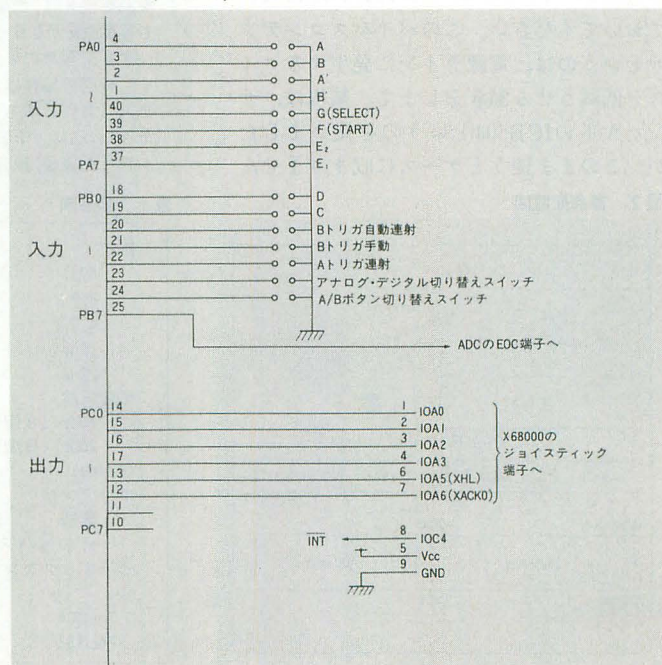 4
PA0
A
3
B
2
A'
1
B'
入力
≀
40
G(SELECT)
39
F(START)
38
E₂
37
PA7
E₁
18
PB0
D
19
C
20
Bトリガ自動連射
入力
≀
21
Bトリガ手動
22
Aトリガ連射
23
アナログ・デジタル切り替えスイッチ
24
A/Bボタン切り替えスイッチ
25
PB7
ADCのEOC端子へ
14
PC0
1
IOA0
15
2
IOA1
16
3
IOA2
17
4
IOA3
出力
≀
13
6
IOA5(XHL)
12
7
IOA6(XACK0)
11
PC7
10
X68000の
ジョイスティック
端子へ
INT
8
IOC4
5
Vcc
9
GND